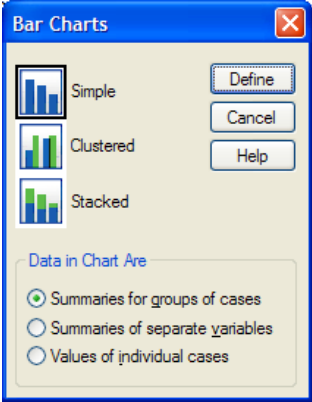 Bar Charts
Simple
Define
Cancel
Clustered
Help
Stacked
Data in Chart Are
Summaries for groups of cases
Summaries of separate variables
Values of individual cases